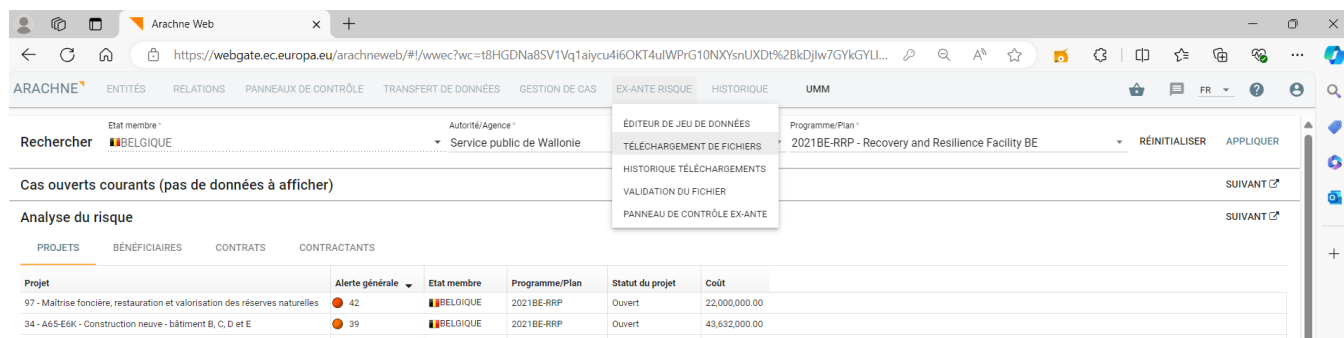 Arachne Web
https://webgate.ec.europa.eu/arachneweb/#!/wwec?wc=t8HGDNa8SV1Vq1aiycu4i6OKT4ulWPrG10NXYsnUXDt%2BkDjIw7GYkGYLI...
ARACHNE ENTITÉS RELATIONS PANNEAUX DE CONTRÔLE TRANSFERT DE DONNÉES GESTION DE CAS EX-ANTE RISQUE HISTORIQUE UMM FR
ÉDITEUR DE JEU DE DONNÉES
TÉLÉCHARGEMENT DE FICHIERS
HISTORIQUE TÉLÉCHARGEMENTS
VALIDATION DU FICHIER
PANNEAU DE CONTRÔLE EX-ANTE
Etat membre * Autorité/Agence * Programme/Plan *
Rechercher BELGIQUE Service public de Wallonie 2021BE-RRP - Recovery and Resilience Facility BE RÉINITIALISER APPLIQUER
Cas ouverts courants (pas de données à afficher) SUIVANT
Analyse du risque SUIVANT
PROJETS BÉNÉFICIAIRES CONTRATS CONTRACTANTS
Projet Alerte générale Etat membre Programme/Plan Statut du projet Coût
97 - Maîtrise foncière, restauration et valorisation des réserves naturelles 42 BELGIQUE 2021BE-RRP Ouvert 22,000,000.00
34 - A65-E6K - Construction neuve - bâtiment B, C, D et E 39 BELGIQUE 2021BE-RRP Ouvert 43,632,000.00